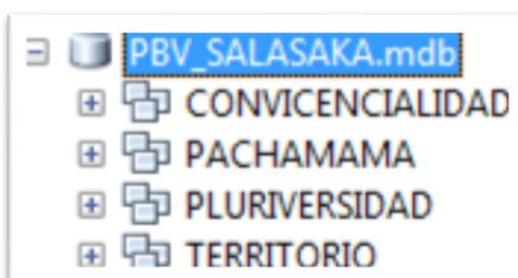 PBV_SALASAKA.mdb
CONVICENCIALIDAD
PACHAMAMA
PLURIVERSIDAD
TERRITORIO